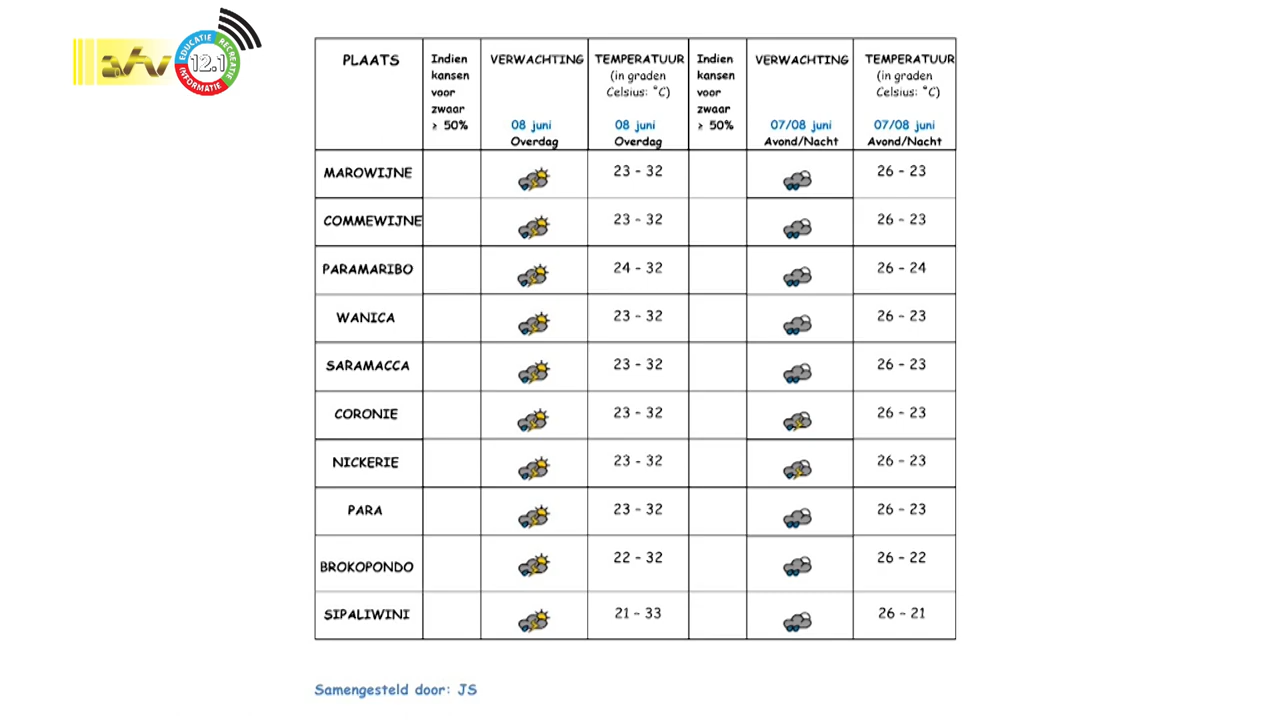 ahv
EDUCATIE
RECREATIE
INFORMATIE
12.1
PLAATS
Indien
kansen
voor
zwaar
≥ 50%
VERWACHTING
08 juni
Overdag
TEMPERATUUR
(in graden
Celsius: °C)
08 juni
Overdag
Indien
kansen
voor
zwaar
≥ 50%
VERWACHTING
07/08 juni
Avond/Nacht
TEMPERATUUR
(in graden
Celsius: °C)
07/08 juni
Avond/Nacht
MAROWIJNE 23 - 32 26 - 23
COMMEWIJNE 23 - 32 26 - 23
PARAMARIBO 24 - 32 26 - 24
WANICA 23 - 32 26 - 23
SARAMACCA 23 - 32 26 - 23
CORONIE 23 - 32 26 - 23
NICKERIE 23 - 32 26 - 23
PARA 23 - 32 26 - 23
BROKOPONDO 22 - 32 26 - 22
SIPALIWINI 21 - 33 26 - 21
Samengesteld door: JS